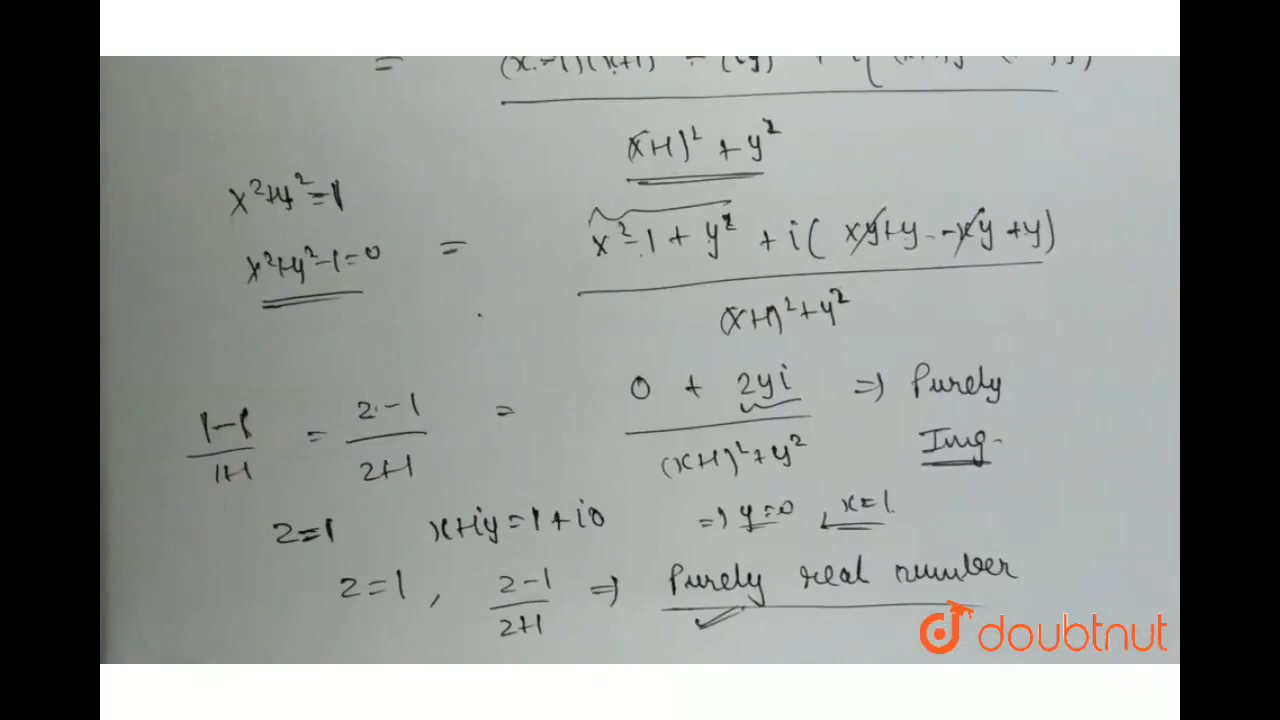 =
(x+1)² + y²
x²+y²=1
x²+y²-1=0 = x²-1+y² + i(xy+y--xy+y)
(x+1)²+y²
1-1 = z-1 = 0 + 2yi => Purely
1+1 z+1 (x+1)²+y² Img.
z=1 x+iy=1+i0 => y=0, x=1.
z=1, z-1 => Purely real number
z+1
doubtnut